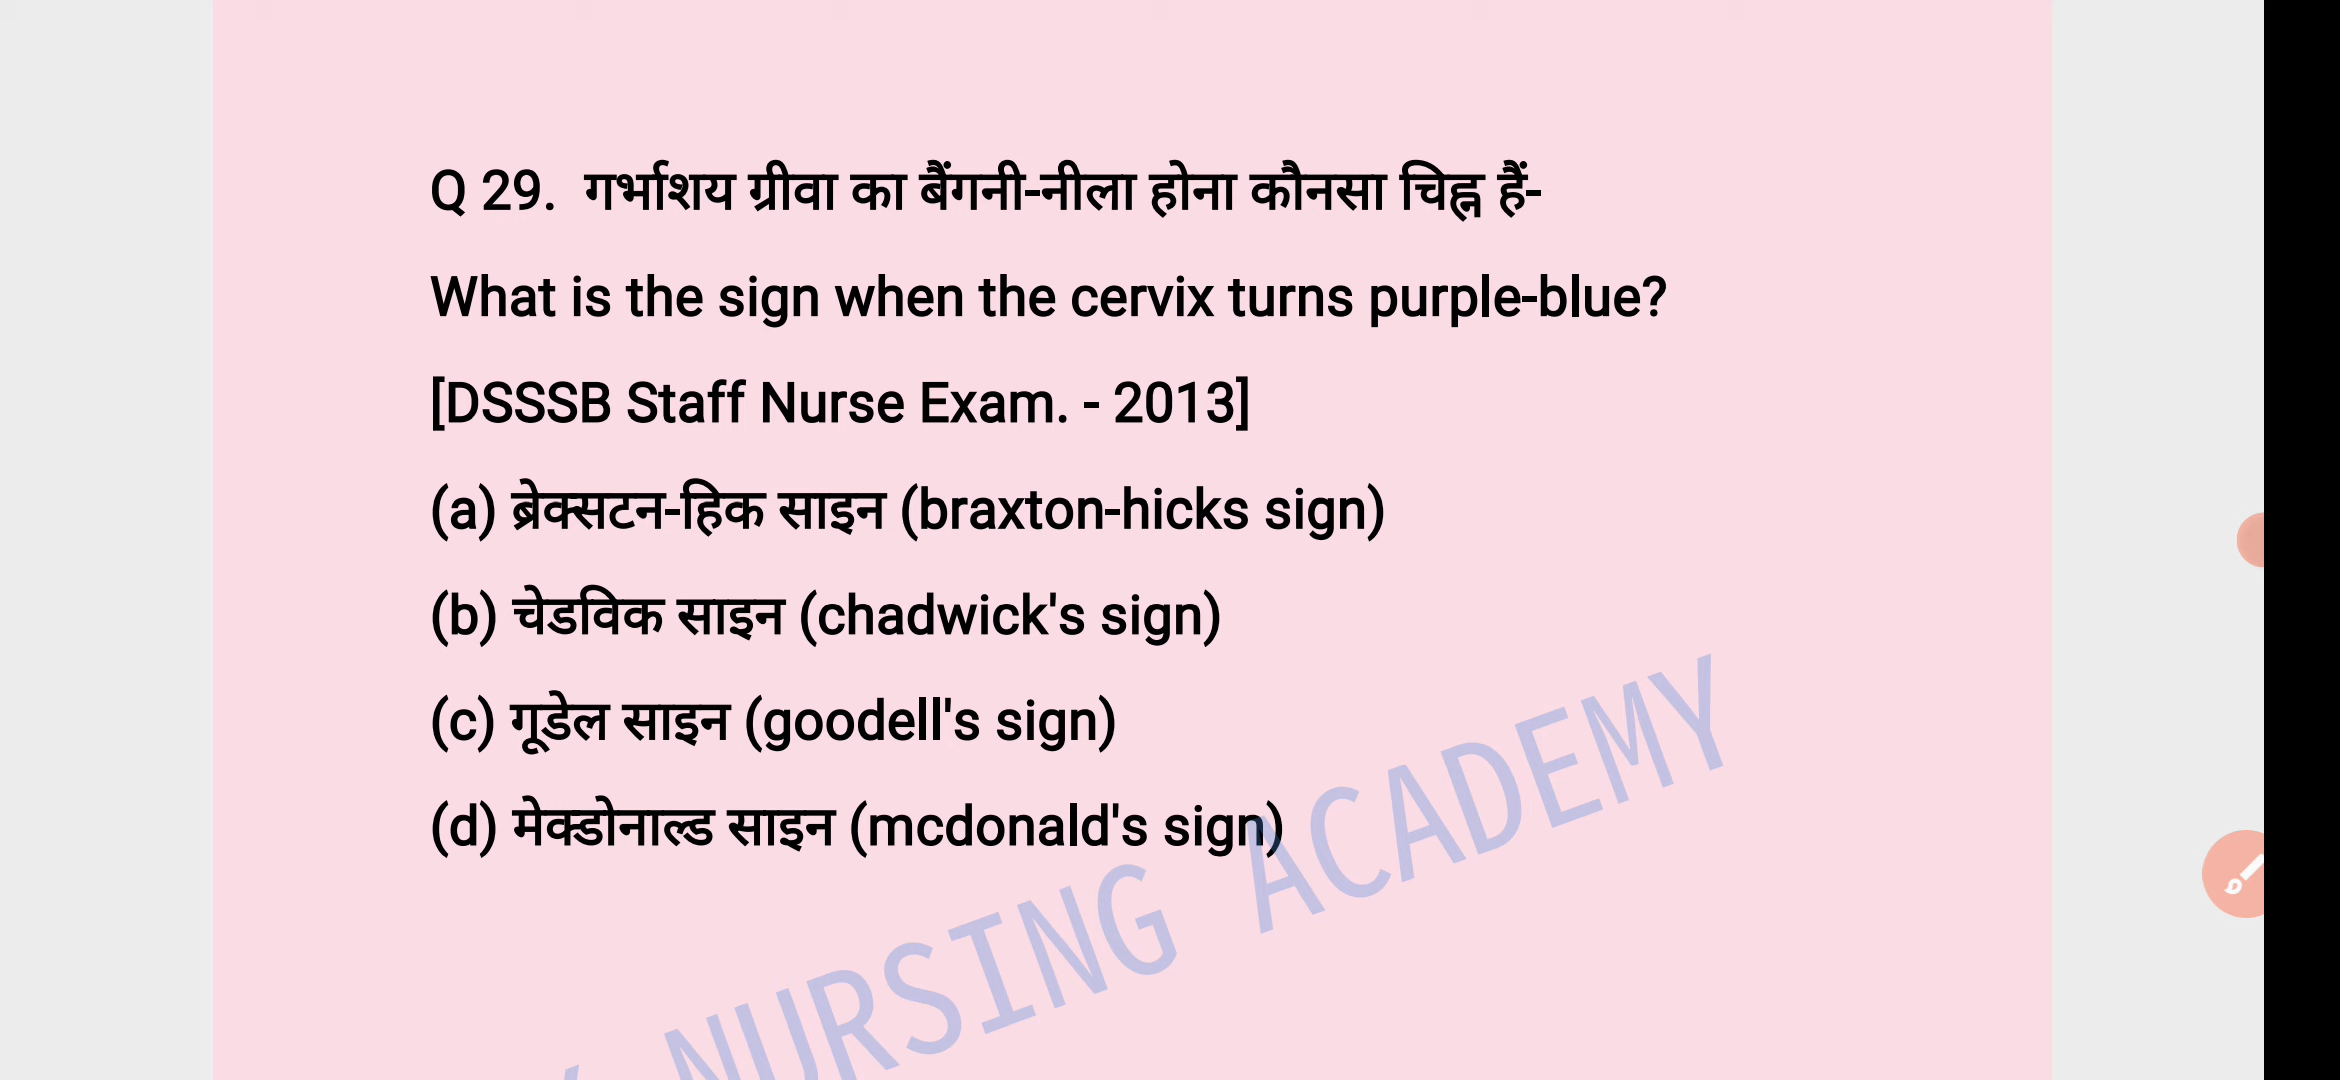 Q 29. गर्भाशय ग्रीवा का बैंगनी-नीला होना कौनसा चिह्न हैं-
What is the sign when the cervix turns purple-blue?
[DSSSB Staff Nurse Exam. - 2013]
(a) ब्रेक्सटन-हिक साइन (braxton-hicks sign)
(b) चेडविक साइन (chadwick's sign)
(c) गूडेल साइन (goodell's sign)
(d) मेक्डोनाल्ड साइन (mcdonald's sign)
NURSING ACADEMY